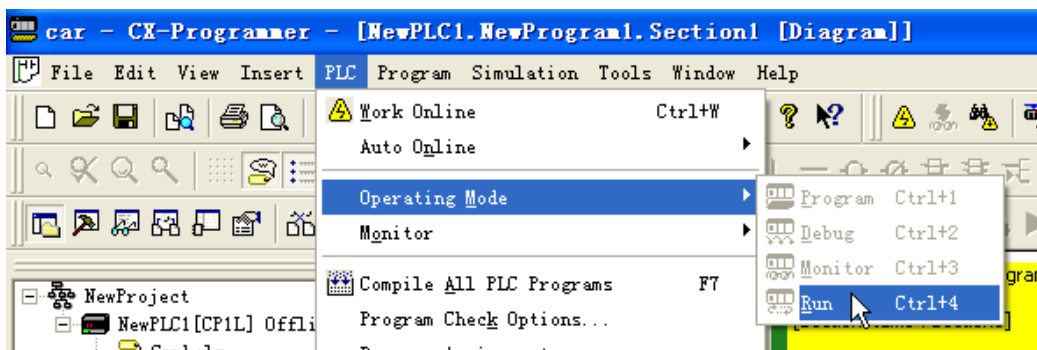 car - CX-Programmer - [NewPLC1.NewProgram1.Section1 [Diagram]]
File Edit View Insert PLC Program Simulation Tools Window Help
Work Online Ctrl+W
Auto Online
Operating Mode
Program Ctrl+1
Monitor
Debug Ctrl+2
Monitor Ctrl+3
Compile All PLC Programs F7
Run Ctrl+4
NewProject
NewPLC1[CP1L] Offli
Program Check Options...